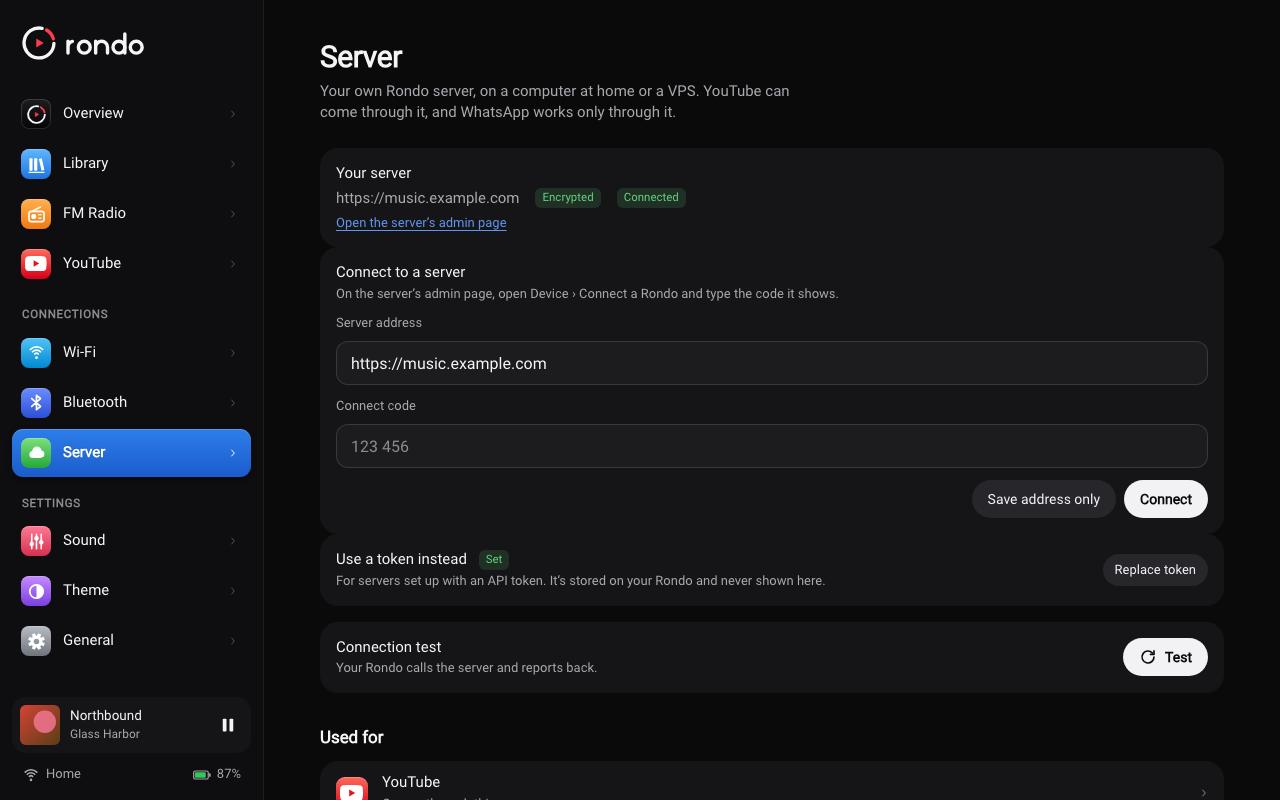 rondo
Overview
Library
FM Radio
YouTube
CONNECTIONS
Wi-Fi
Bluetooth
Server
SETTINGS
Sound
Theme
General
Northbound
Glass Harbor
Home
87%
Server
Your own Rondo server, on a computer at home or a VPS. YouTube can
come through it, and WhatsApp works only through it.
Your server
https://music.example.com Encrypted Connected
Open the server’s admin page
Connect to a server
On the server’s admin page, open Device › Connect a Rondo and type the code it shows.
Server address
https://music.example.com
Connect code
123 456
Save address only Connect
Use a token instead Set
For servers set up with an API token. It’s stored on your Rondo and never shown here.
Replace token
Connection test
Your Rondo calls the server and reports back.
Test
Used for
YouTube